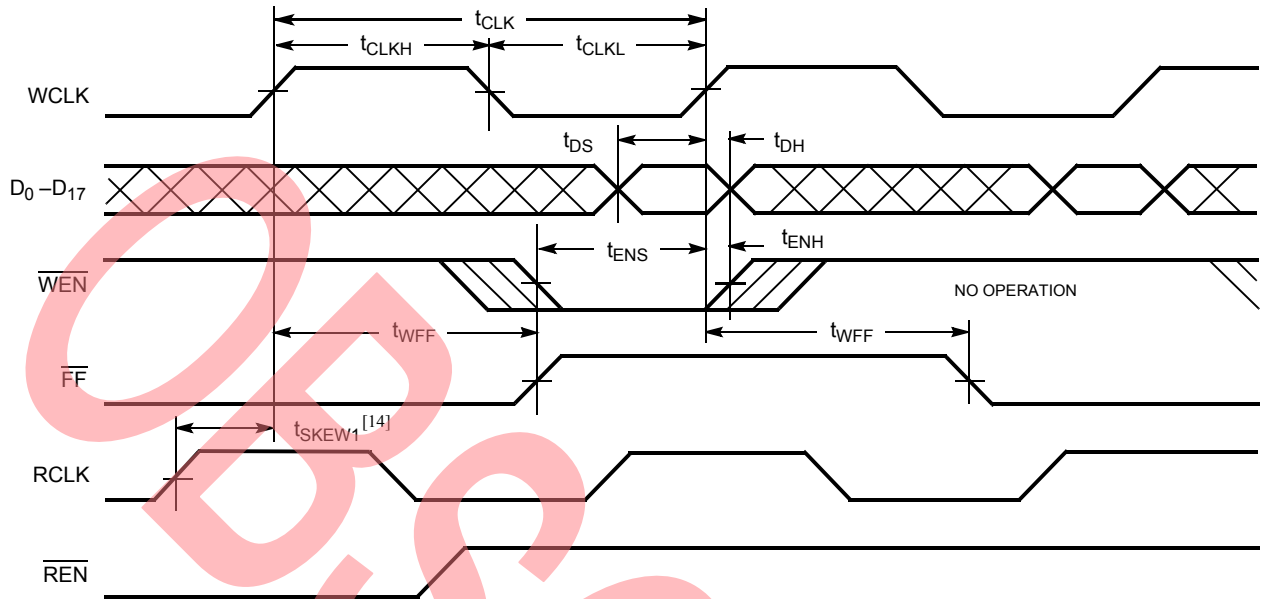 tCLK
tCLKH
tCLKL
WCLK
tDS
tDH
D0 –D17
tENS
tENH
WEN
NO OPERATION
tWFF
tWFF
FF
tSKEW1[14]
RCLK
REN